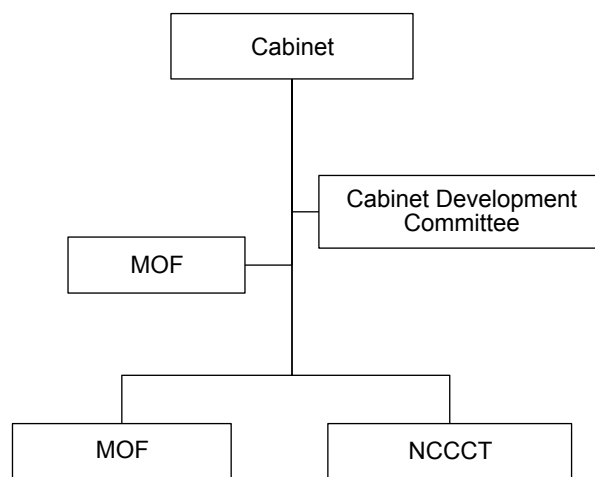 Cabinet
Cabinet Development
Committee
MOF
MOF
NCCCT